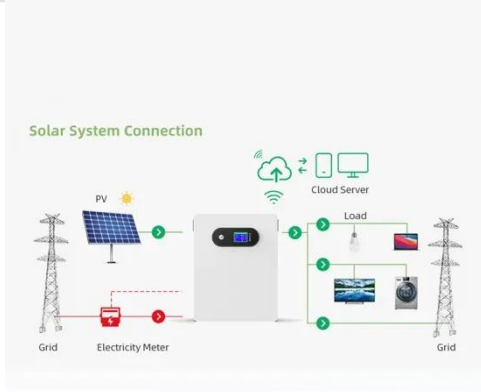 Solar System Connection
Cloud Server
PV
Load
Grid
Electricity Meter
Grid